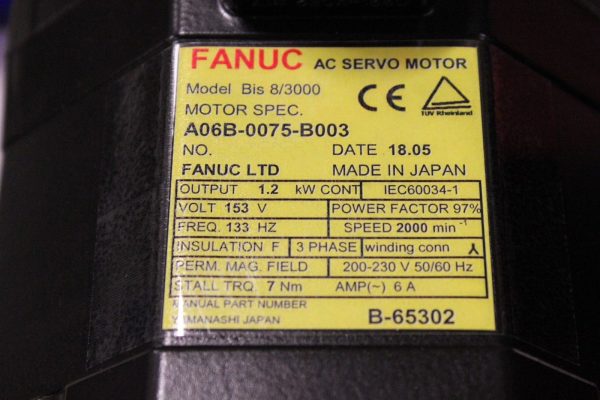 FANUC AC SERVO MOTOR
Model Bis 8/3000
MOTOR SPEC.
CE
TUV Rheinland
A06B-0075-B003
NO. DATE 18.05
FANUC LTD MADE IN JAPAN
OUTPUT 1.2 kW CONT IEC60034-1
VOLT 153 V POWER FACTOR 97%
FREQ. 133 HZ SPEED 2000 min⁻¹
INSULATION F 3 PHASE winding conn
PERM. MAG. FIELD 200-230 V 50/60 Hz
STALL TRQ. 7 Nm AMP(~) 6 A
MANUAL PART NUMBER
YAMANASHI JAPAN B-65302